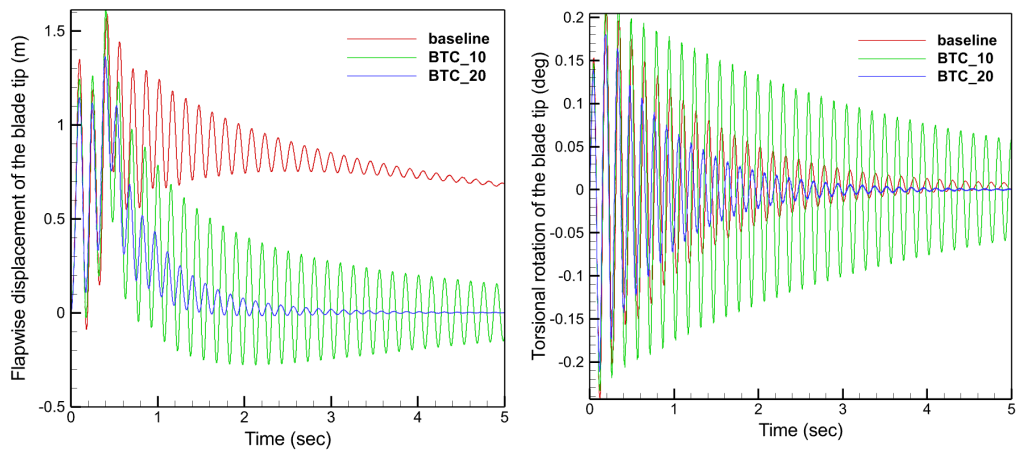 Flapwise displacement of the blade tip (m)
1.5
1
0.5
0
-0.5
baseline
BTC_10
BTC_20
0 1 2 3 4 5
Time (sec)
Torsional rotation of the blade tip (deg)
0.2
0.15
0.1
0.05
0
-0.05
-0.1
-0.15
-0.2
baseline
BTC_10
BTC_20
0 1 2 3 4 5
Time (sec)